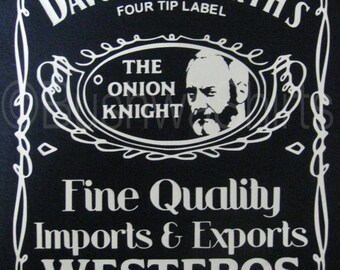 FOUR TIP LABEL
THE
ONION
KNIGHT
Fine Quality
Imports & Exports
WESTEROS